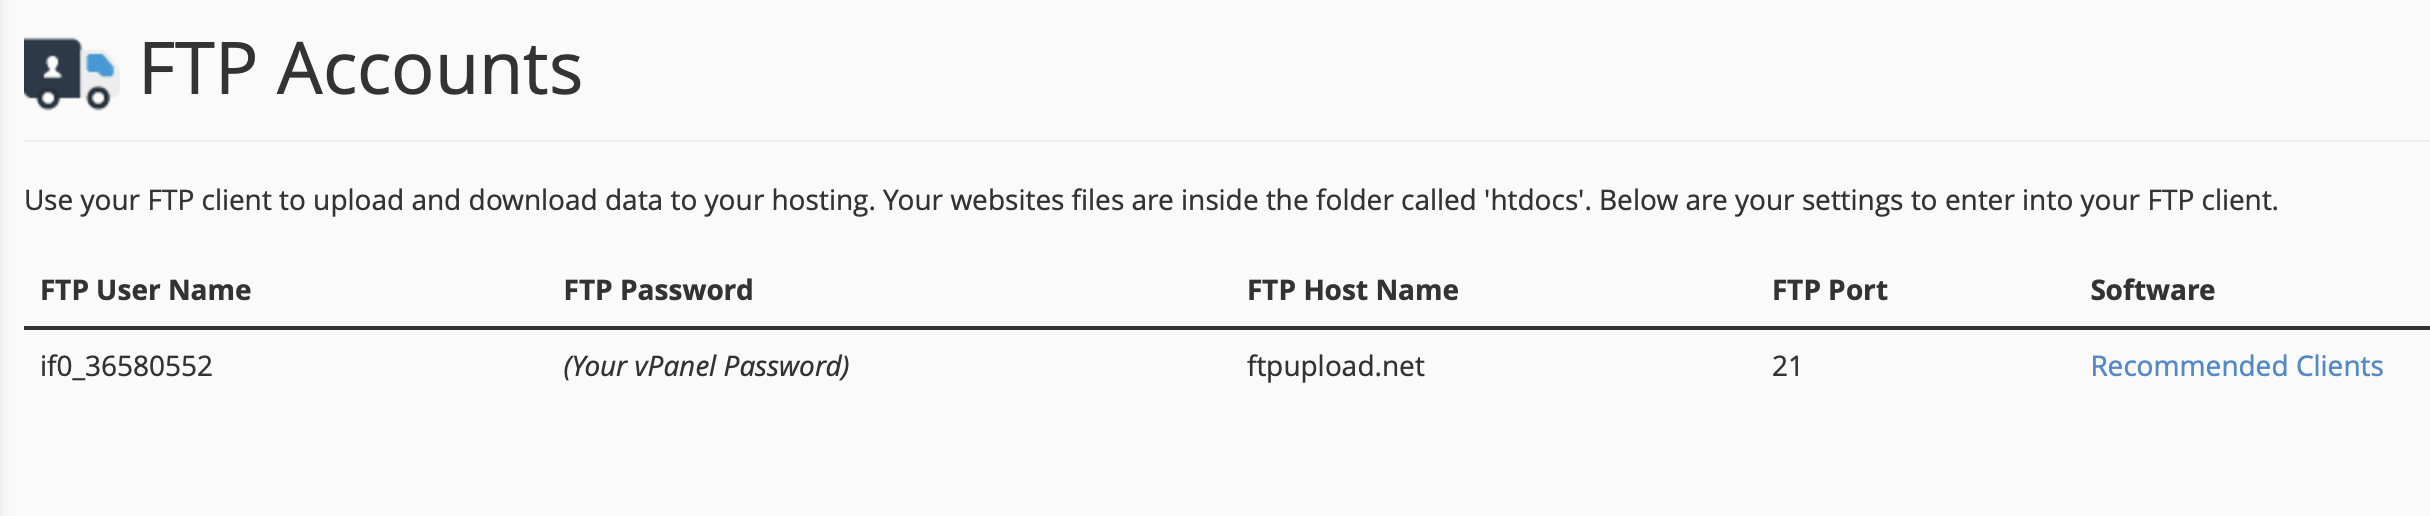 FTP Accounts
Use your FTP client to upload and download data to your hosting. Your websites files are inside the folder called 'htdocs'. Below are your settings to enter into your FTP client.
FTP User Name FTP Password FTP Host Name FTP Port Software
if0_36580552 (Your vPanel Password) ftpupload.net 21 Recommended Clients